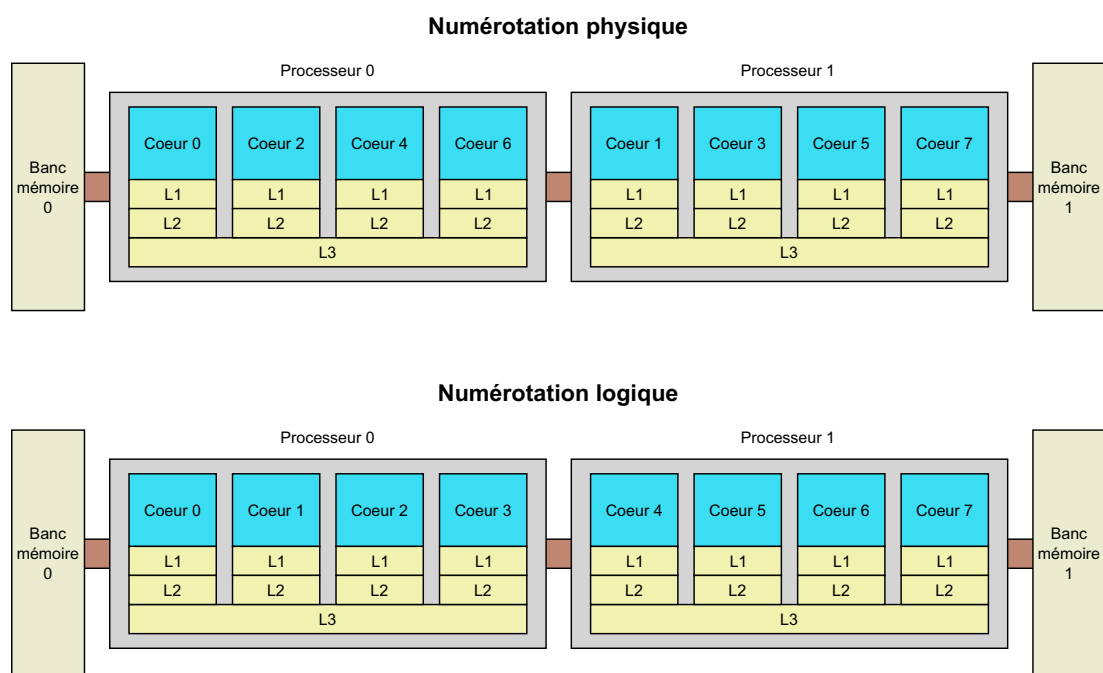 Numérotation physique
Processeur 0
Processeur 1
Banc
mémoire
0
Coeur 0
Coeur 2
Coeur 4
Coeur 6
L1
L1
L1
L1
L2
L2
L2
L2
L3
Coeur 1
Coeur 3
Coeur 5
Coeur 7
L1
L1
L1
L1
L2
L2
L2
L2
L3
Banc
mémoire
1
Numérotation logique
Processeur 0
Processeur 1
Banc
mémoire
0
Coeur 0
Coeur 1
Coeur 2
Coeur 3
L1
L1
L1
L1
L2
L2
L2
L2
L3
Coeur 4
Coeur 5
Coeur 6
Coeur 7
L1
L1
L1
L1
L2
L2
L2
L2
L3
Banc
mémoire
1